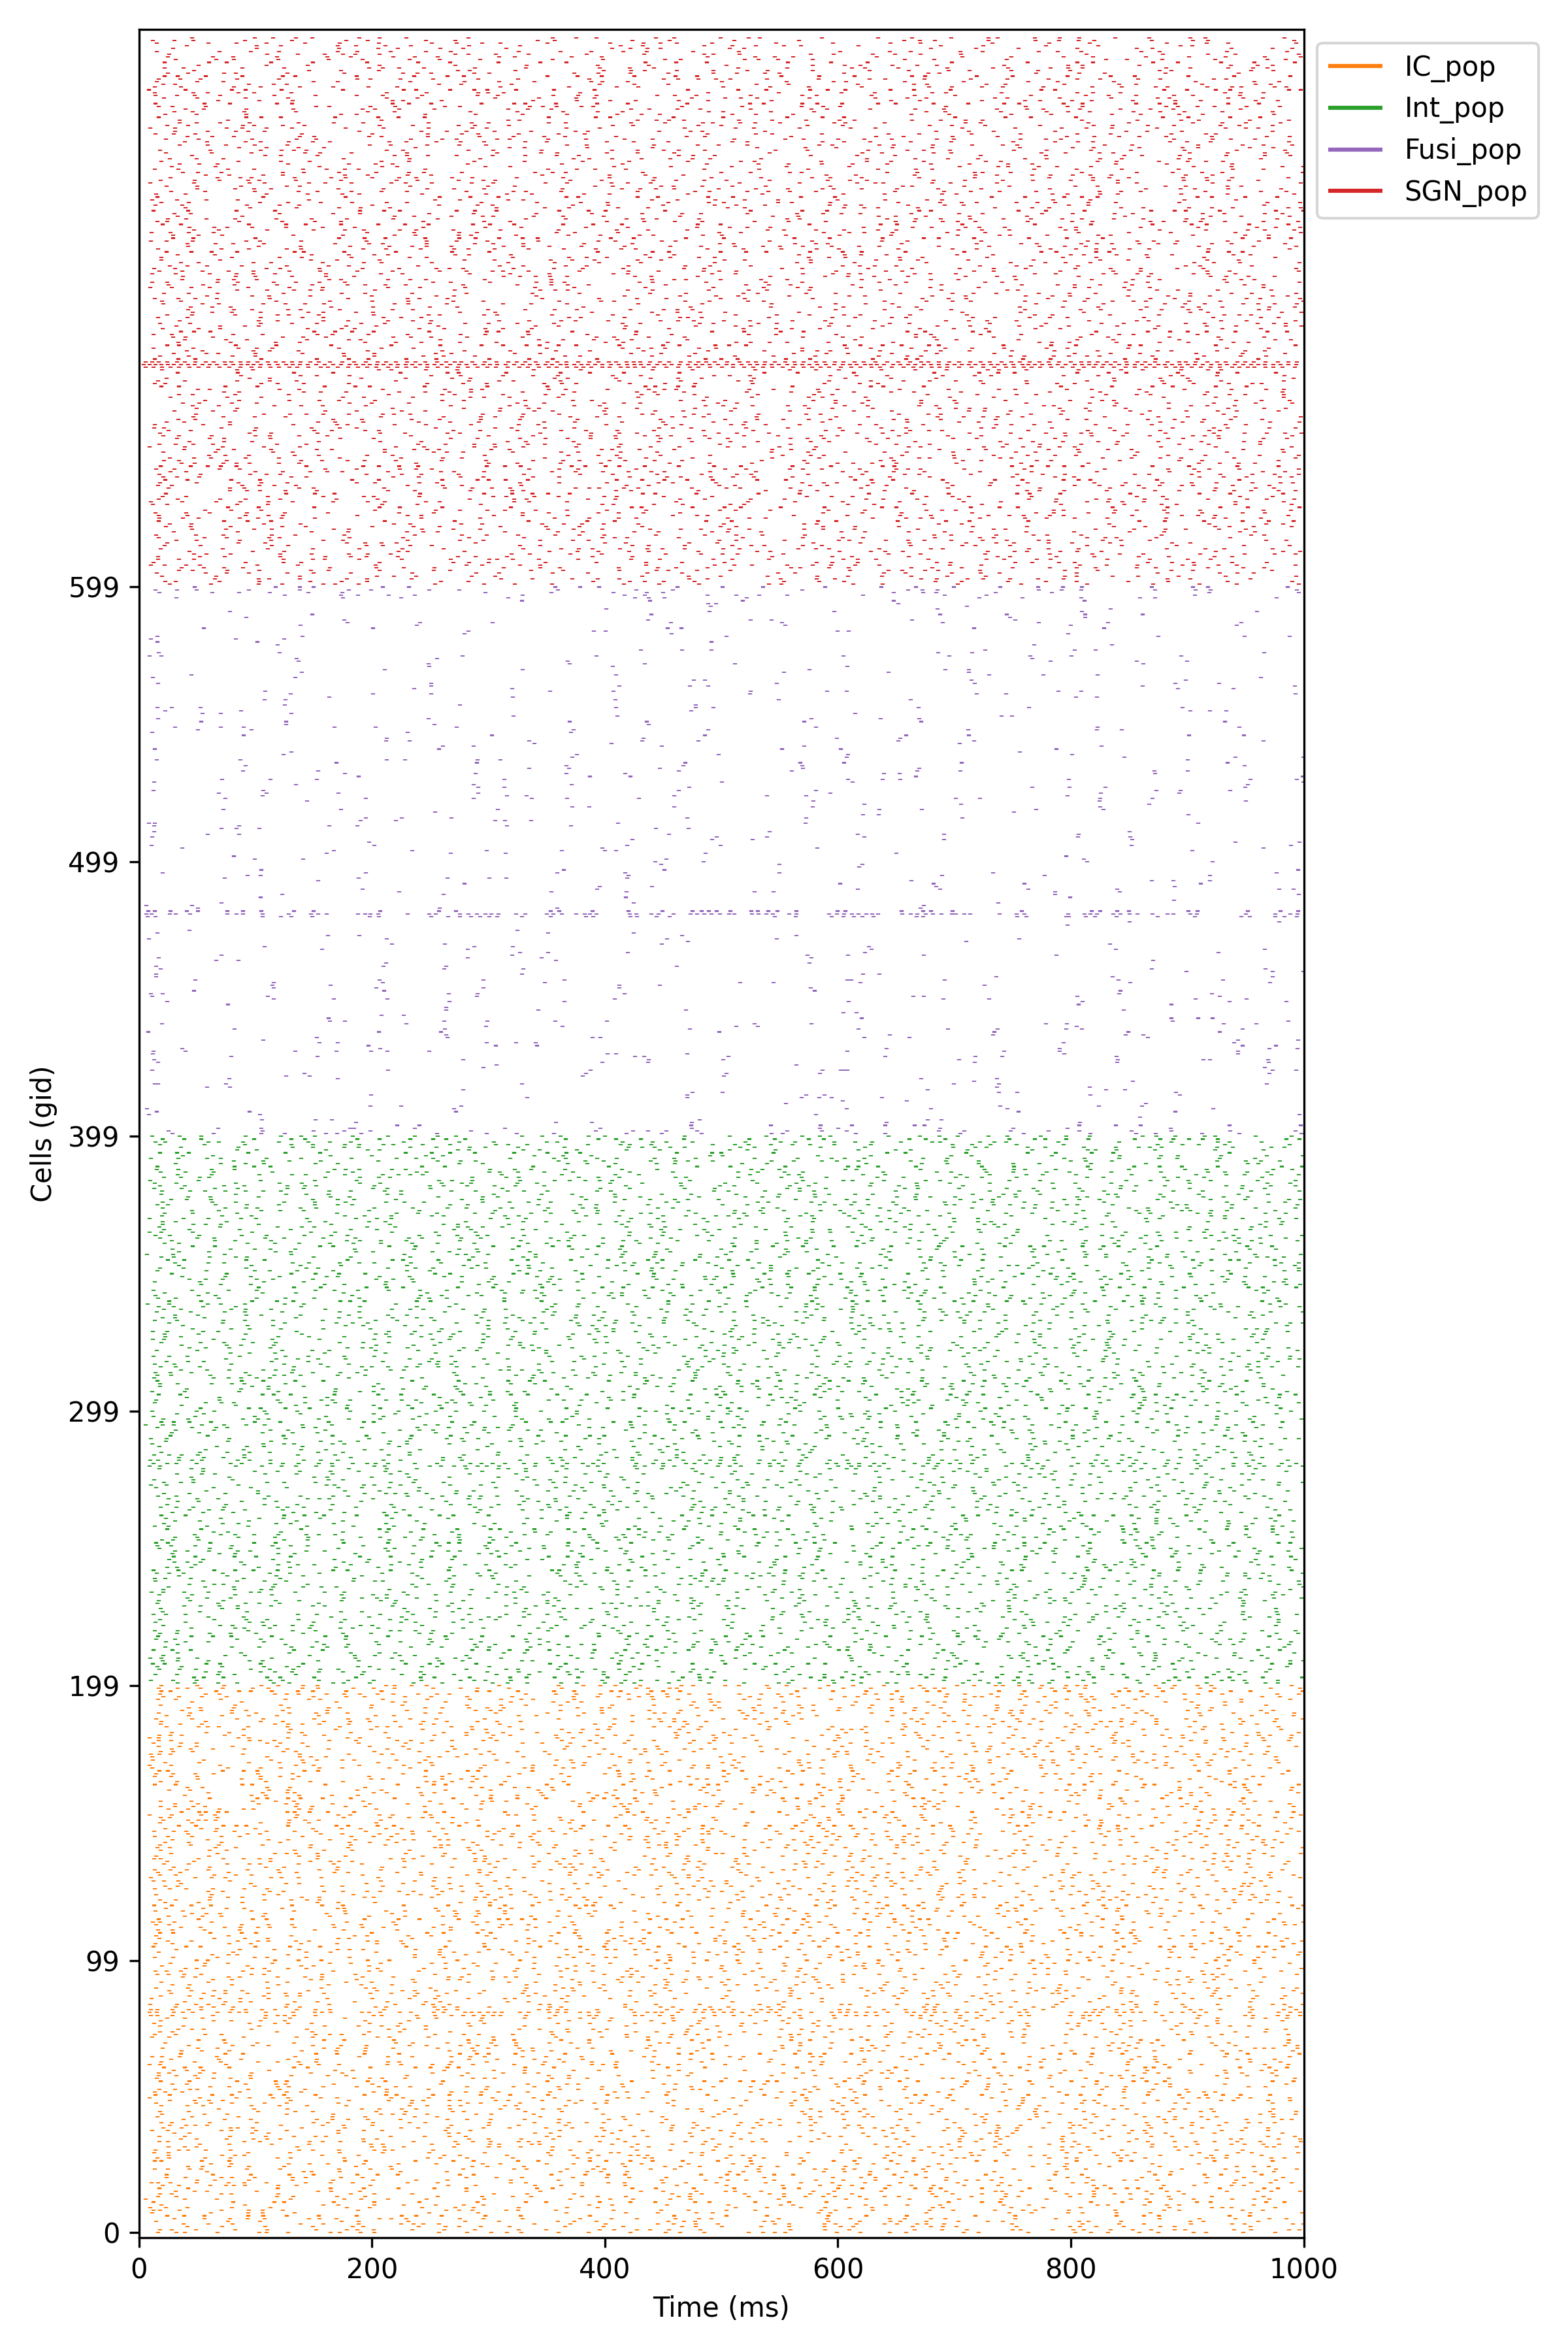 IC_pop
Int_pop
Fusi_pop
SGN_pop
599
499
399
299
199
99
0
Cells (gid)
0 200 400 600 800 1000
Time (ms)